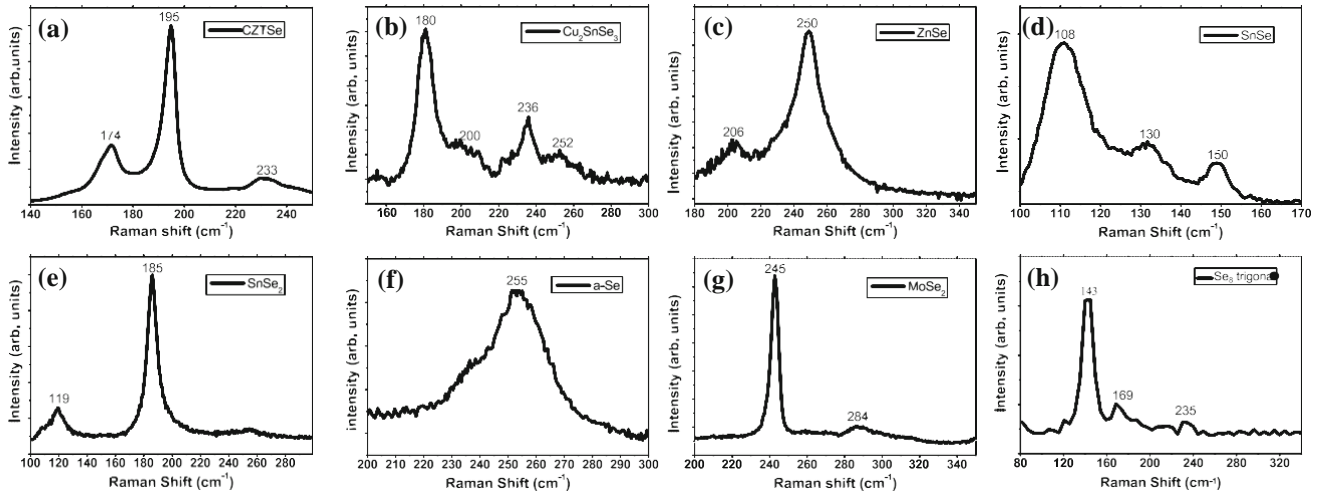 (a)
195
CZTSe
174
233
Intensity (arb,units)
140 160 180 200 220 240
Raman Shift (cm⁻¹)
(b)
180
Cu₂SnSe₃
200
236
252
Intensity (arb, units)
160 180 200 220 240 260 280 300
Raman Shift (cm⁻¹)
(c)
250
ZnSe
206
Intensity (arb, units)
180 200 220 240 260 280 300 320 340
Raman Shift (cm⁻¹)
(d)
108
SnSe
130
150
Intensity (arb, units)
100 110 120 130 140 150 160 170
Raman Shift (cm⁻¹)
(e)
185
SnSe₂
119
Intensity (arb, units)
100 120 140 160 180 200 220 240 260 280
Raman Shift (cm⁻¹)
(f)
255
a-Se
intensity (arb, units)
200 210 220 230 240 250 260 270 280 290 300
Raman Shift (cm⁻¹)
(g)
245
MoSe₂
284
Intensity (arb, units)
200 220 240 260 280 300 320 340
Raman Shift (cm⁻¹)
(h)
143
Se₈ trigona
169
235
Intensity (arb, units)
80 120 160 200 240 280 320
Raman Shift (cm⁻¹)